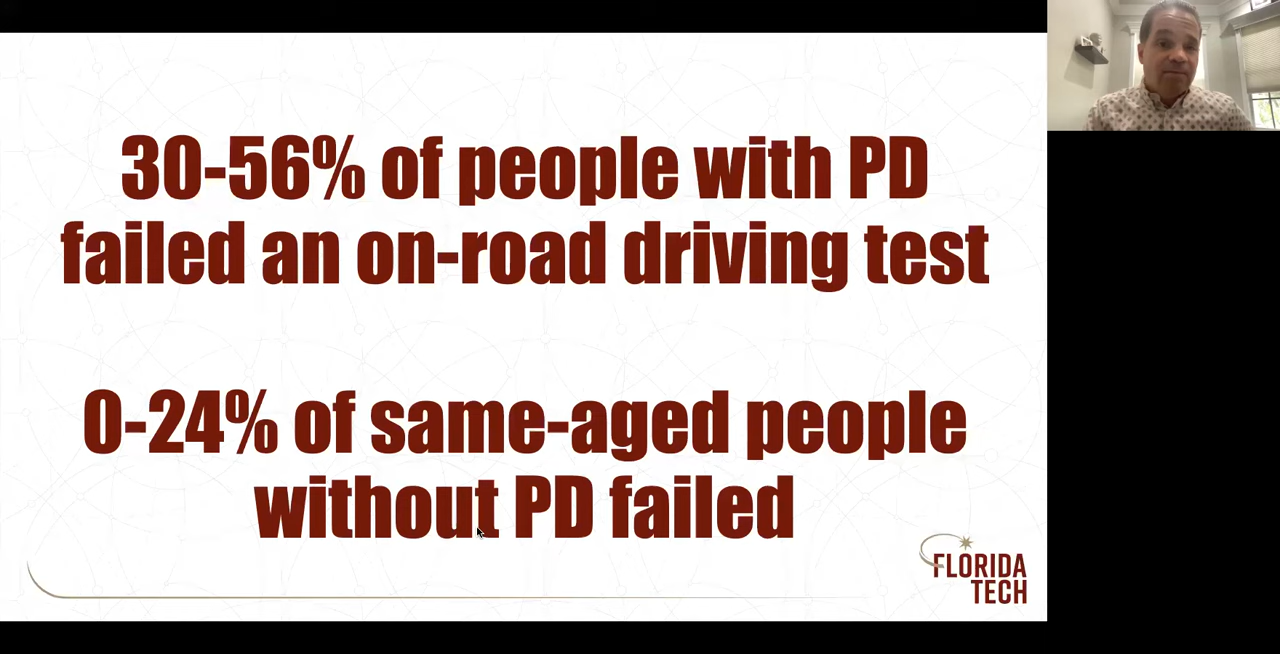 30-56% of people with PD
failed an on-road driving test
0-24% of same-aged people
without PD failed
FLORIDA
TECH